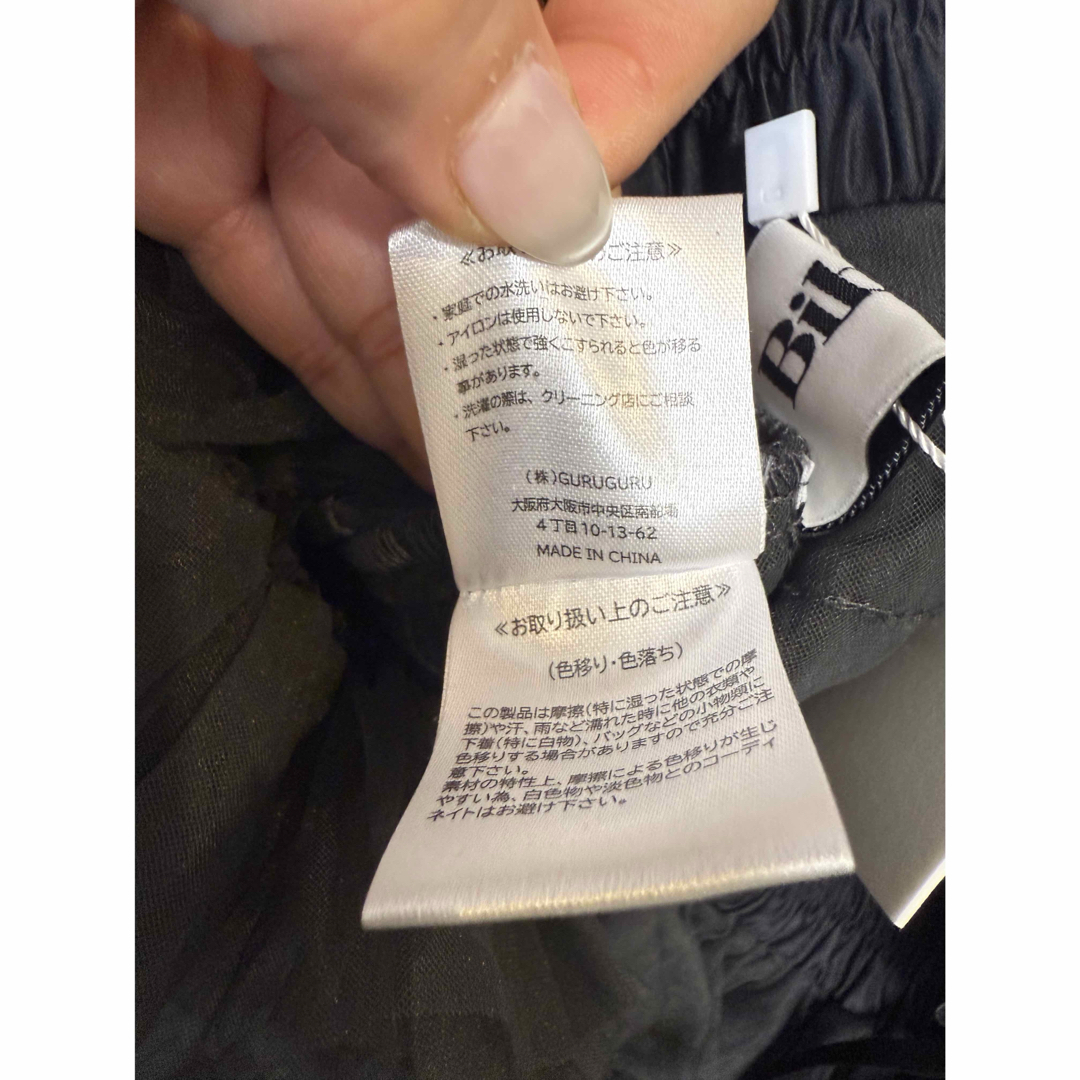 ≪お取 のご注意≫
・家庭での水洗いはお避け下さい。
・アイロンは使用しないで下さい。
・湿った状態で強くこすられると色が移る
事があります。
・洗濯の際は、クリーニング店にご相談
下さい。
(株)GURUGURU
大阪府大阪市中央区南船場
4丁目10-13-62
MADE IN CHINA
≪お取り扱い上のご注意≫
(色移り・色落ち)
この製品は摩擦(特に湿った状態での摩
擦)や汗、雨など濡れた時に他の衣類や
下着(特に白物)、バッグなどの小物類に
色移りする場合がありますので充分ご注
意下さい。
素材の特性上、摩擦による色移りが生じ
やすい為、白色物や淡色物とのコーディ
ネイトはお避け下さい。